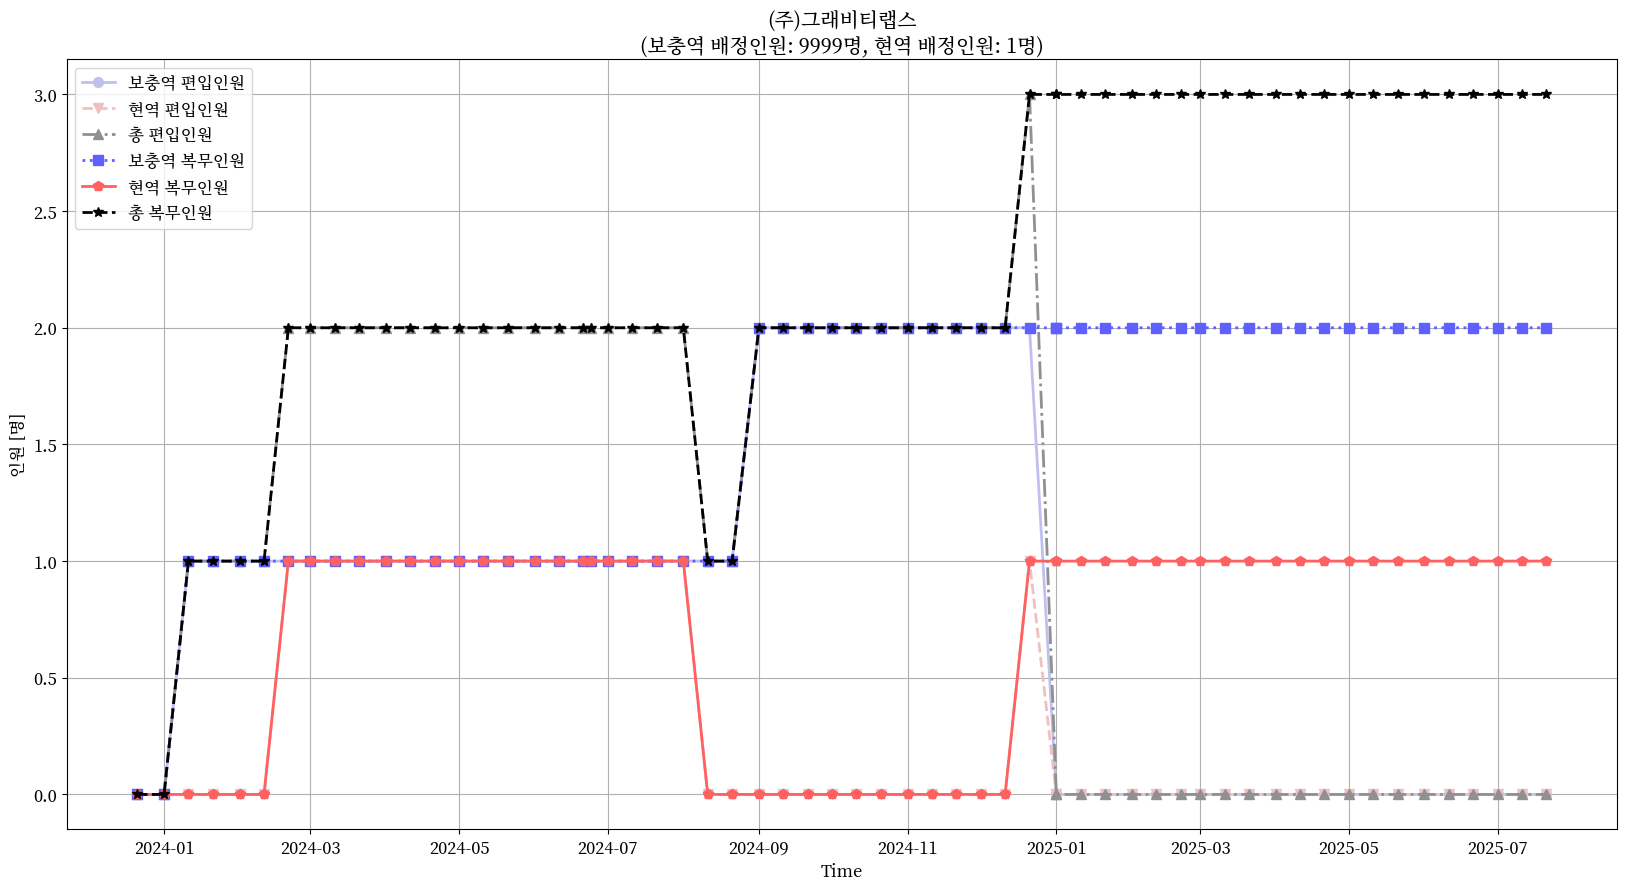 (주)그래비티랩스
(보충역 배정인원: 9999명, 현역 배정인원: 1명)
보충역 편입인원
현역 편입인원
총 편입인원
보충역 복무인원
현역 복무인원
총 복무인원
3.0
2.5
2.0
1.5
1.0
0.5
0.0
인원 [명]
2024-01 2024-03 2024-05 2024-07 2024-09 2024-11 2025-01 2025-03 2025-05 2025-07
Time